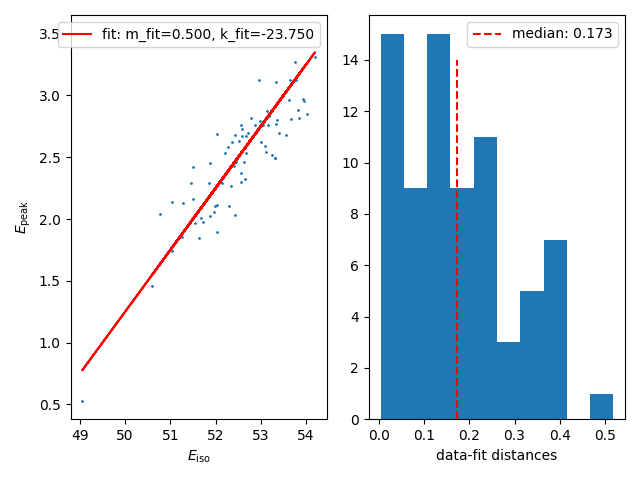 fit: m_fit=0.500, k_fit=-23.750
3.5
3.0
2.5
2.0
1.5
1.0
0.5
E_peak
49 50 51 52 53 54
E_iso
median: 0.173
14
12
10
8
6
4
2
0
0.0 0.1 0.2 0.3 0.4 0.5
data-fit distances